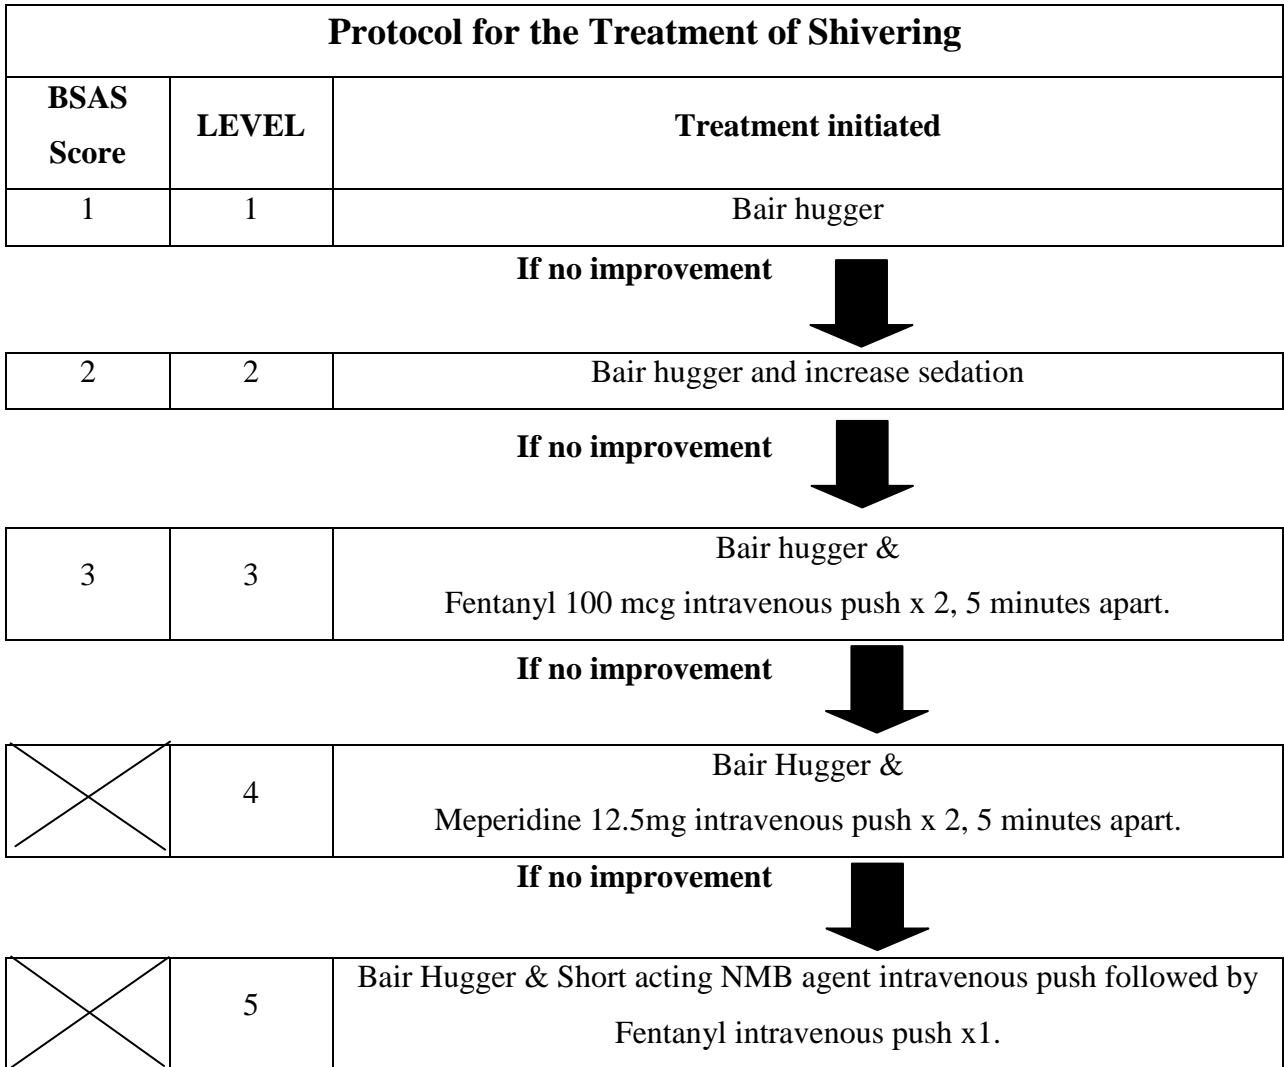 Protocol for the Treatment of Shivering
BSAS
Score
LEVEL
Treatment initiated
1
1
Bair hugger
If no improvement
2
2
Bair hugger and increase sedation
If no improvement
3
3
Bair hugger &
Fentanyl 100 mcg intravenous push x 2, 5 minutes apart.
If no improvement
4
Bair Hugger &
Meperidine 12.5mg intravenous push x 2, 5 minutes apart.
If no improvement
5
Bair Hugger & Short acting NMB agent intravenous push followed by
Fentanyl intravenous push x1.